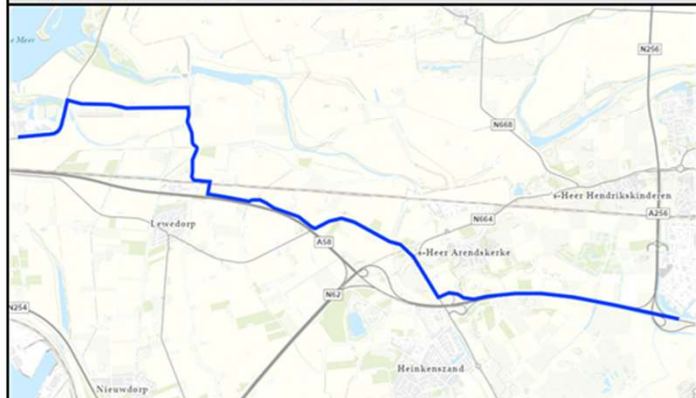 e Meer
N256
N668
s-Heer Hendrikskinderen
N664
A256
Lewedorp
A58
s-Heer Arendskerke
N62
N254
Heinkenszand
Nieuwdorp